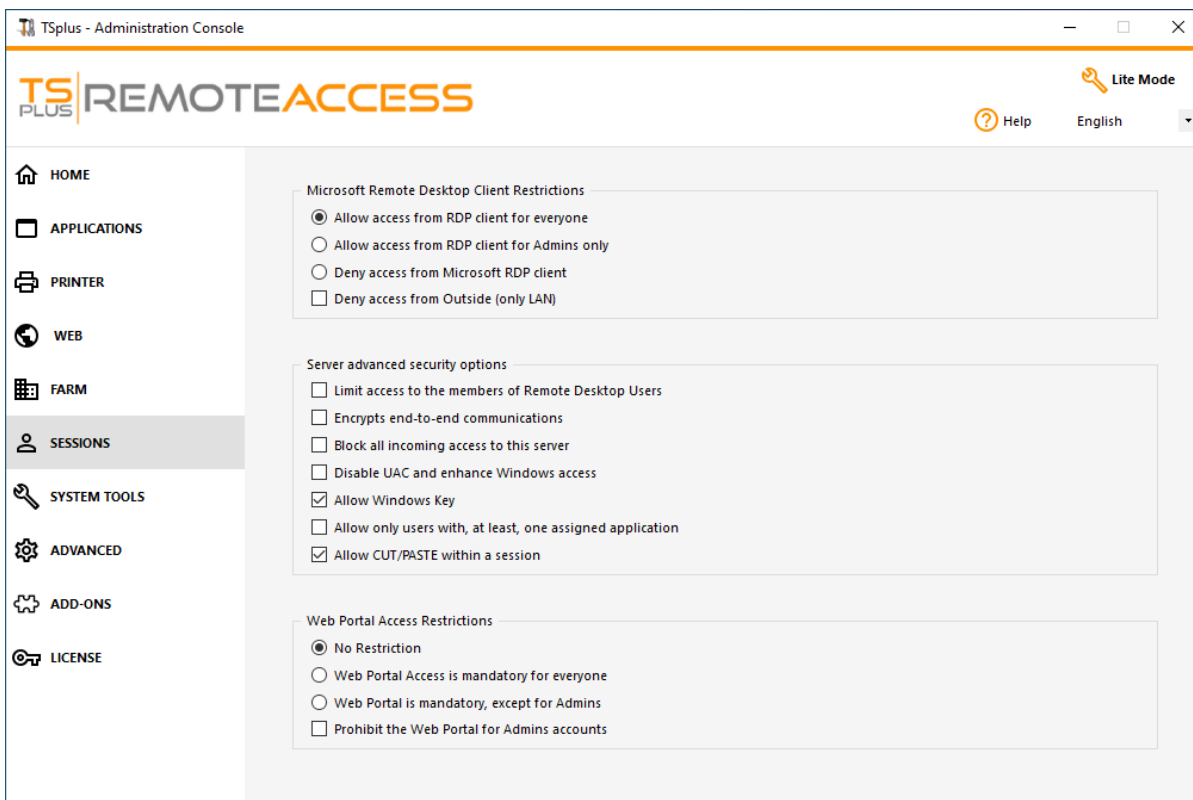 TSplus - Administration Console
TS PLUS REMOTEACCESS
Lite Mode
Help
English
HOME
APPLICATIONS
PRINTER
WEB
FARM
SESSIONS
SYSTEM TOOLS
ADVANCED
ADD-ONS
LICENSE
Microsoft Remote Desktop Client Restrictions
Allow access from RDP client for everyone
Allow access from RDP client for Admins only
Deny access from Microsoft RDP client
Deny access from Outside (only LAN)
Server advanced security options
Limit access to the members of Remote Desktop Users
Encrypts end-to-end communications
Block all incoming access to this server
Disable UAC and enhance Windows access
Allow Windows Key
Allow only users with, at least, one assigned application
Allow CUT/PASTE within a session
Web Portal Access Restrictions
No Restriction
Web Portal Access is mandatory for everyone
Web Portal is mandatory, except for Admins
Prohibit the Web Portal for Admins accounts